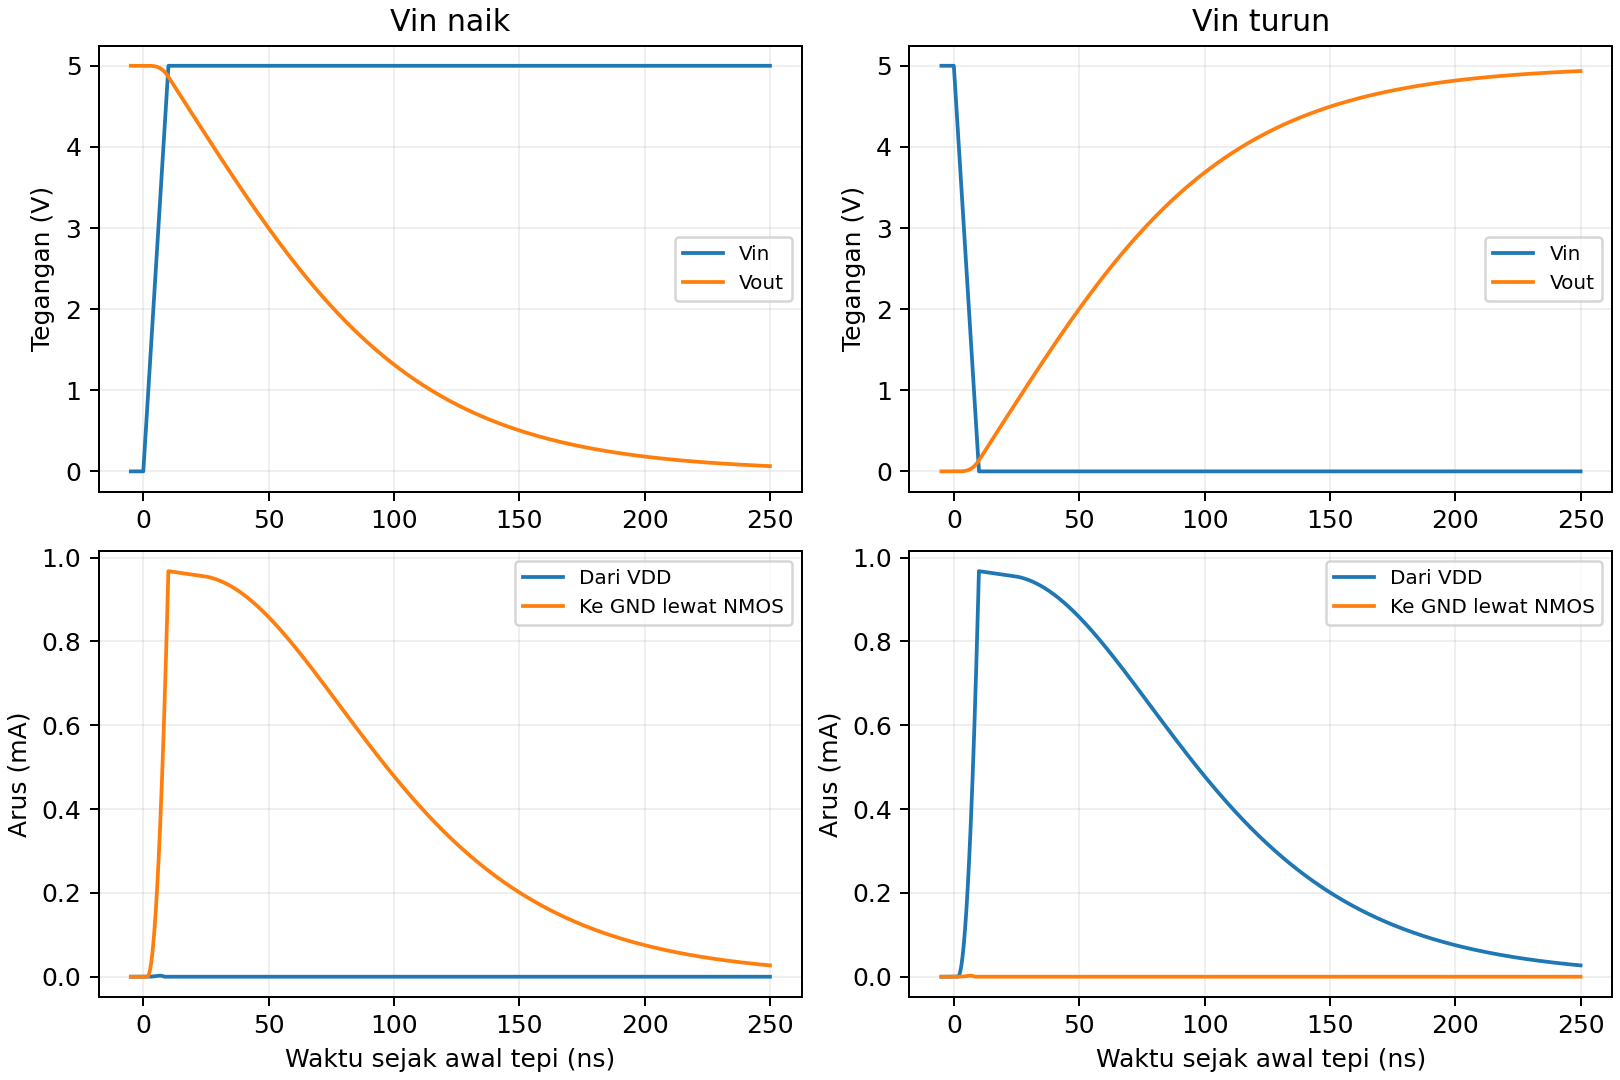 Vin naik
5
4
3
2
1
0
Tegangan (V)
Vin
Vout
0 50 100 150 200 250
Vin turun
5
4
3
2
1
0
Tegangan (V)
Vin
Vout
0 50 100 150 200 250
1.0
0.8
0.6
0.4
0.2
0.0
Arus (mA)
Dari VDD
Ke GND lewat NMOS
0 50 100 150 200 250
Waktu sejak awal tepi (ns)
1.0
0.8
0.6
0.4
0.2
0.0
Arus (mA)
Dari VDD
Ke GND lewat NMOS
0 50 100 150 200 250
Waktu sejak awal tepi (ns)